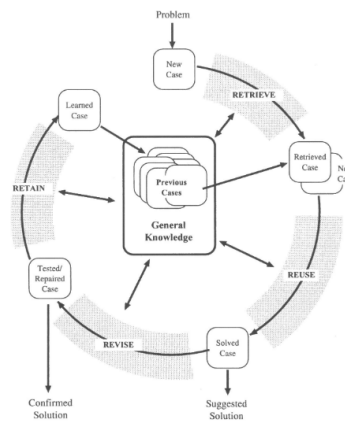 Problem
New
Case
RETRIEVE
Learned
Case
Retrieved
Case
Previous
Cases
RETAIN
General
Knowledge
Tested/
Repaired
Case
REUSE
REVISE
Solved
Case
Confirmed
Solution
Suggested
Solution